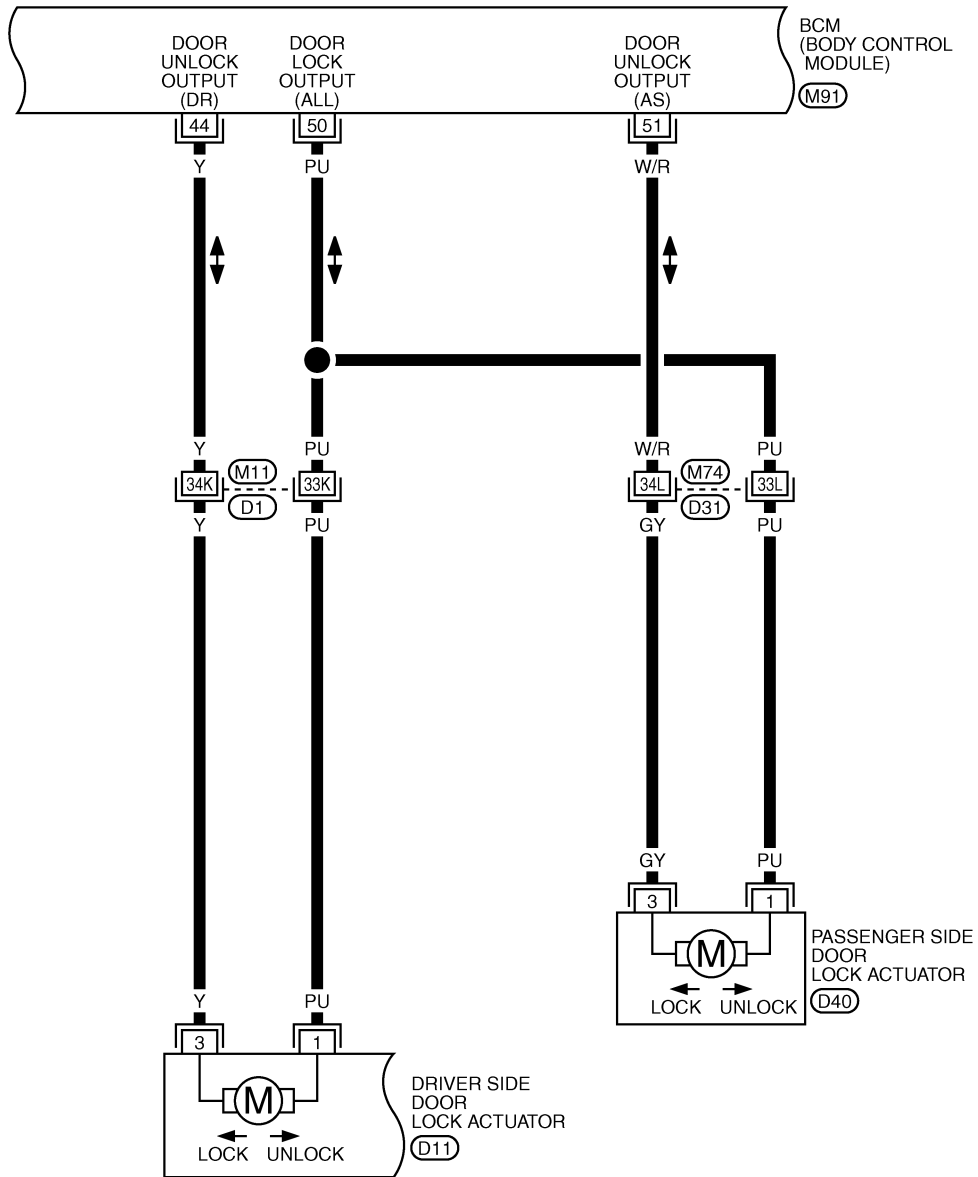 BCM
(BODY CONTROL
MODULE)
M91
DOOR
UNLOCK
OUTPUT
(DR)
DOOR
LOCK
OUTPUT
(ALL)
DOOR
UNLOCK
OUTPUT
(AS)
44
50
51
Y
PU
W/R
Y
PU
W/R
PU
34K
M11
D1
33K
34L
M74
D31
33L
Y
PU
GY
PU
GY
PU
3
1
M
LOCK
UNLOCK
PASSENGER SIDE
DOOR
LOCK ACTUATOR
D40
Y
PU
3
1
M
LOCK
UNLOCK
DRIVER SIDE
DOOR
LOCK ACTUATOR
D11